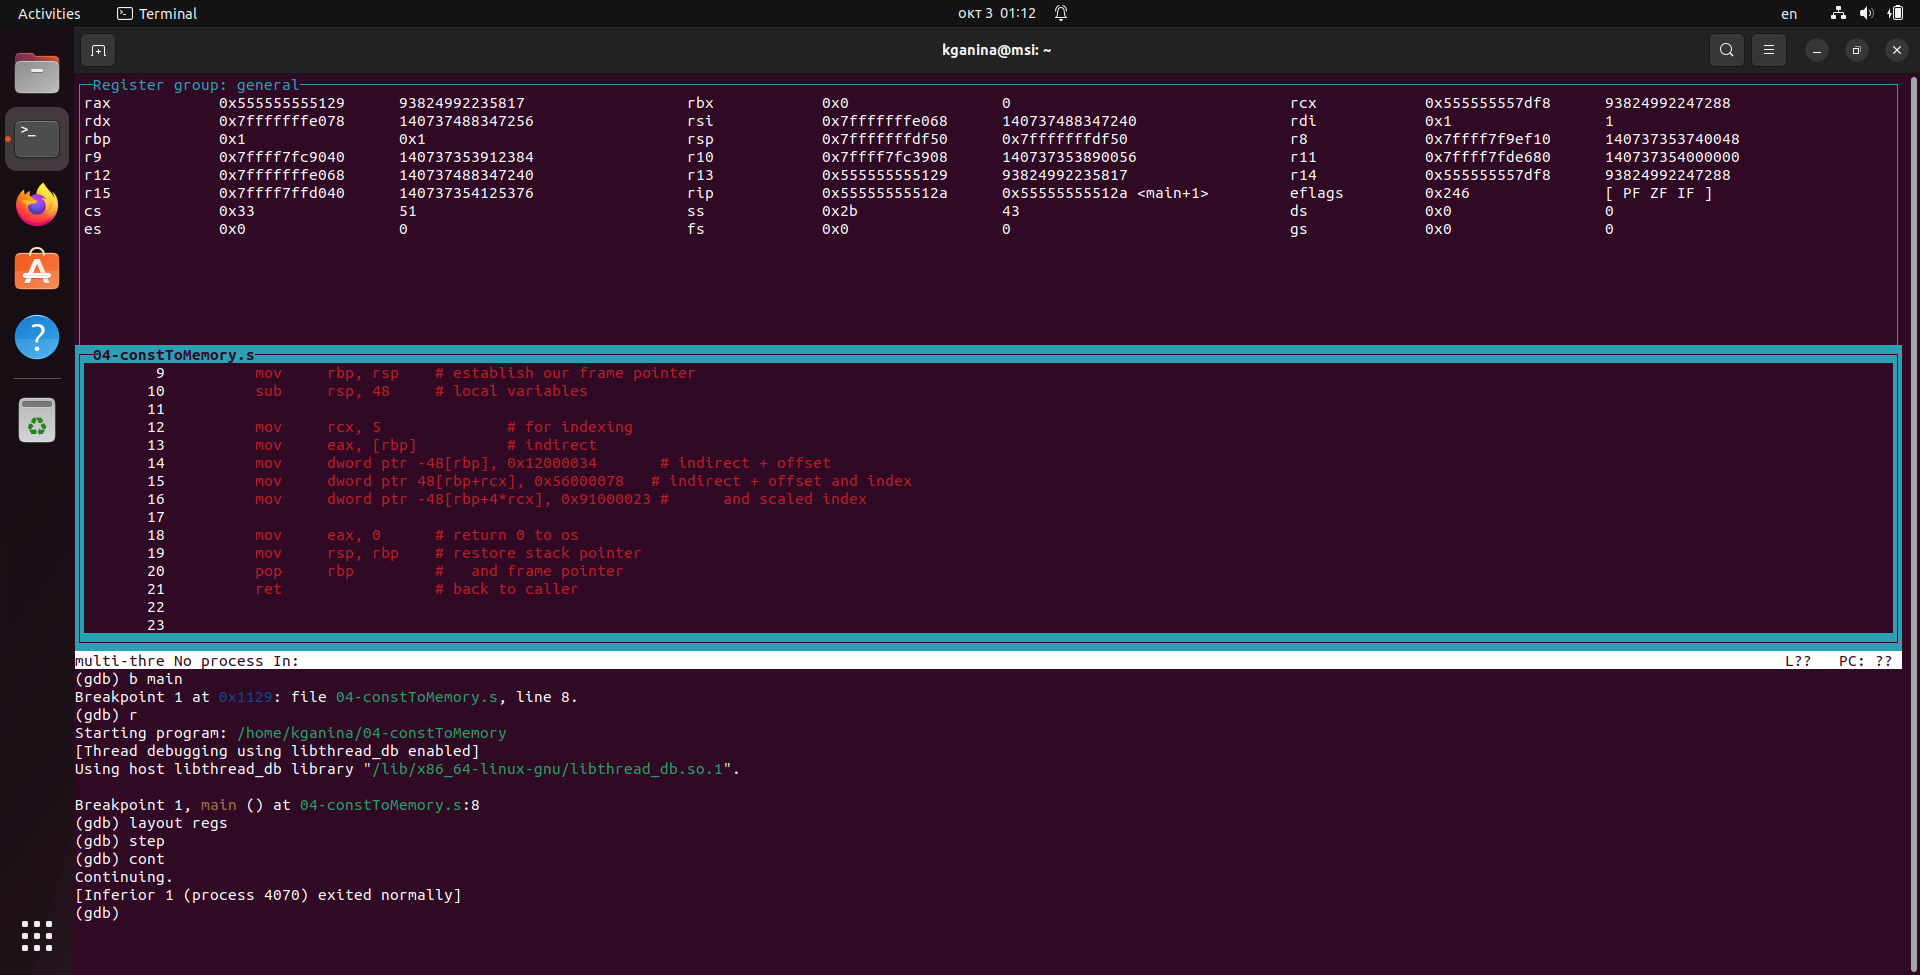 Activities Terminal окт 3 01:12 en
kganina@msi: ~
Register group: general
rax 0x555555555129 93824992235817 rbx 0x0 0 rcx 0x555555557df8 93824992247288
rdx 0x7fffffffe078 140737488347256 rsi 0x7fffffffe068 140737488347240 rdi 0x1 1
rbp 0x1 0x1 rsp 0x7fffffffdf50 0x7fffffffdf50 r8 0x7ffff7f9ef10 140737353740048
r9 0x7ffff7fc9040 140737353912384 r10 0x7ffff7fc3908 140737353890056 r11 0x7ffff7fde680 140737354000000
r12 0x7fffffffe068 140737488347240 r13 0x555555555129 93824992235817 r14 0x555555557df8 93824992247288
r15 0x7ffff7ffd040 140737354125376 rip 0x55555555512a 0x55555555512a <main+1> eflags 0x246 [ PF ZF IF ]
cs 0x33 51 ss 0x2b 43 ds 0x0 0
es 0x0 0 fs 0x0 0 gs 0x0 0
04-constToMemory.s
9 mov rbp, rsp # establish our frame pointer
10 sub rsp, 48 # local variables
11
12 mov rcx, 5 # for indexing
13 mov eax, [rbp] # indirect
14 mov dword ptr -48[rbp], 0x12000034 # indirect + offset
15 mov dword ptr 48[rbp+rcx], 0x56000078 # indirect + offset and index
16 mov dword ptr -48[rbp+4*rcx], 0x91000023 # and scaled index
17
18 mov eax, 0 # return 0 to os
19 mov rsp, rbp # restore stack pointer
20 pop rbp # and frame pointer
21 ret # back to caller
22
23
multi-thre No process In: L?? PC: ??
(gdb) b main
Breakpoint 1 at 0x1129: file 04-constToMemory.s, line 8.
(gdb) r
Starting program: /home/kganina/04-constToMemory
[Thread debugging using libthread_db enabled]
Using host libthread_db library "/lib/x86_64-linux-gnu/libthread_db.so.1".
Breakpoint 1, main () at 04-constToMemory.s:8
(gdb) layout regs
(gdb) step
(gdb) cont
Continuing.
[Inferior 1 (process 4070) exited normally]
(gdb)